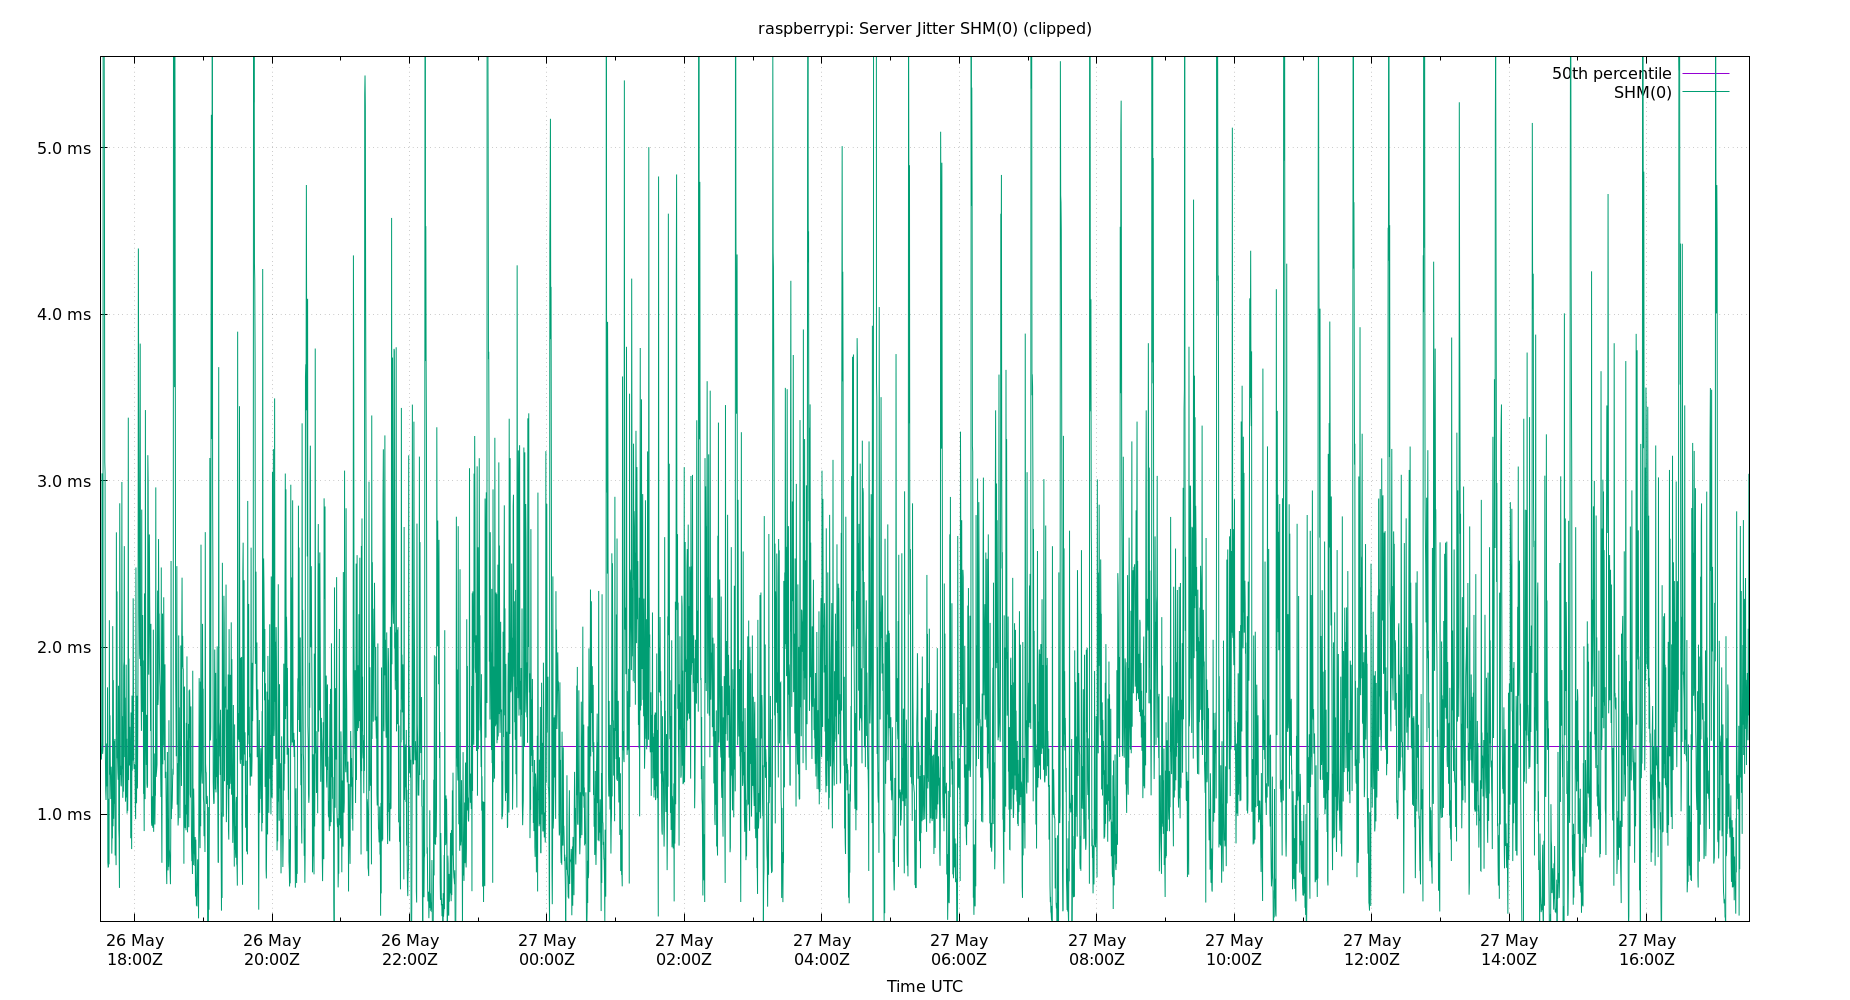 raspberrypi: Server Jitter SHM(0) (clipped)
50th percentile
SHM(0)
5.0 ms
4.0 ms
3.0 ms
2.0 ms
1.0 ms
26 May 26 May 26 May 27 May 27 May 27 May 27 May 27 May 27 May 27 May 27 May 27 May
18:00Z 20:00Z 22:00Z 00:00Z 02:00Z 04:00Z 06:00Z 08:00Z 10:00Z 12:00Z 14:00Z 16:00Z
Time UTC